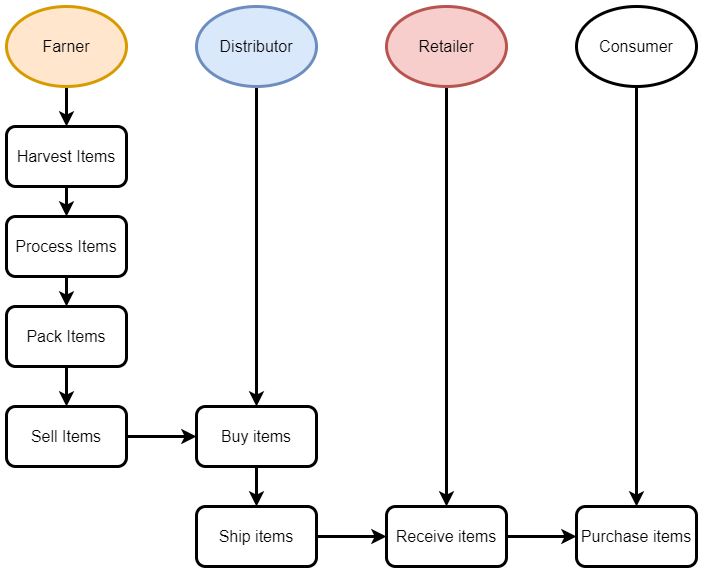 Farner
Distributor
Retailer
Consumer
Harvest Items
Process Items
Pack Items
Sell Items
Buy items
Ship items
Receive items
Purchase items